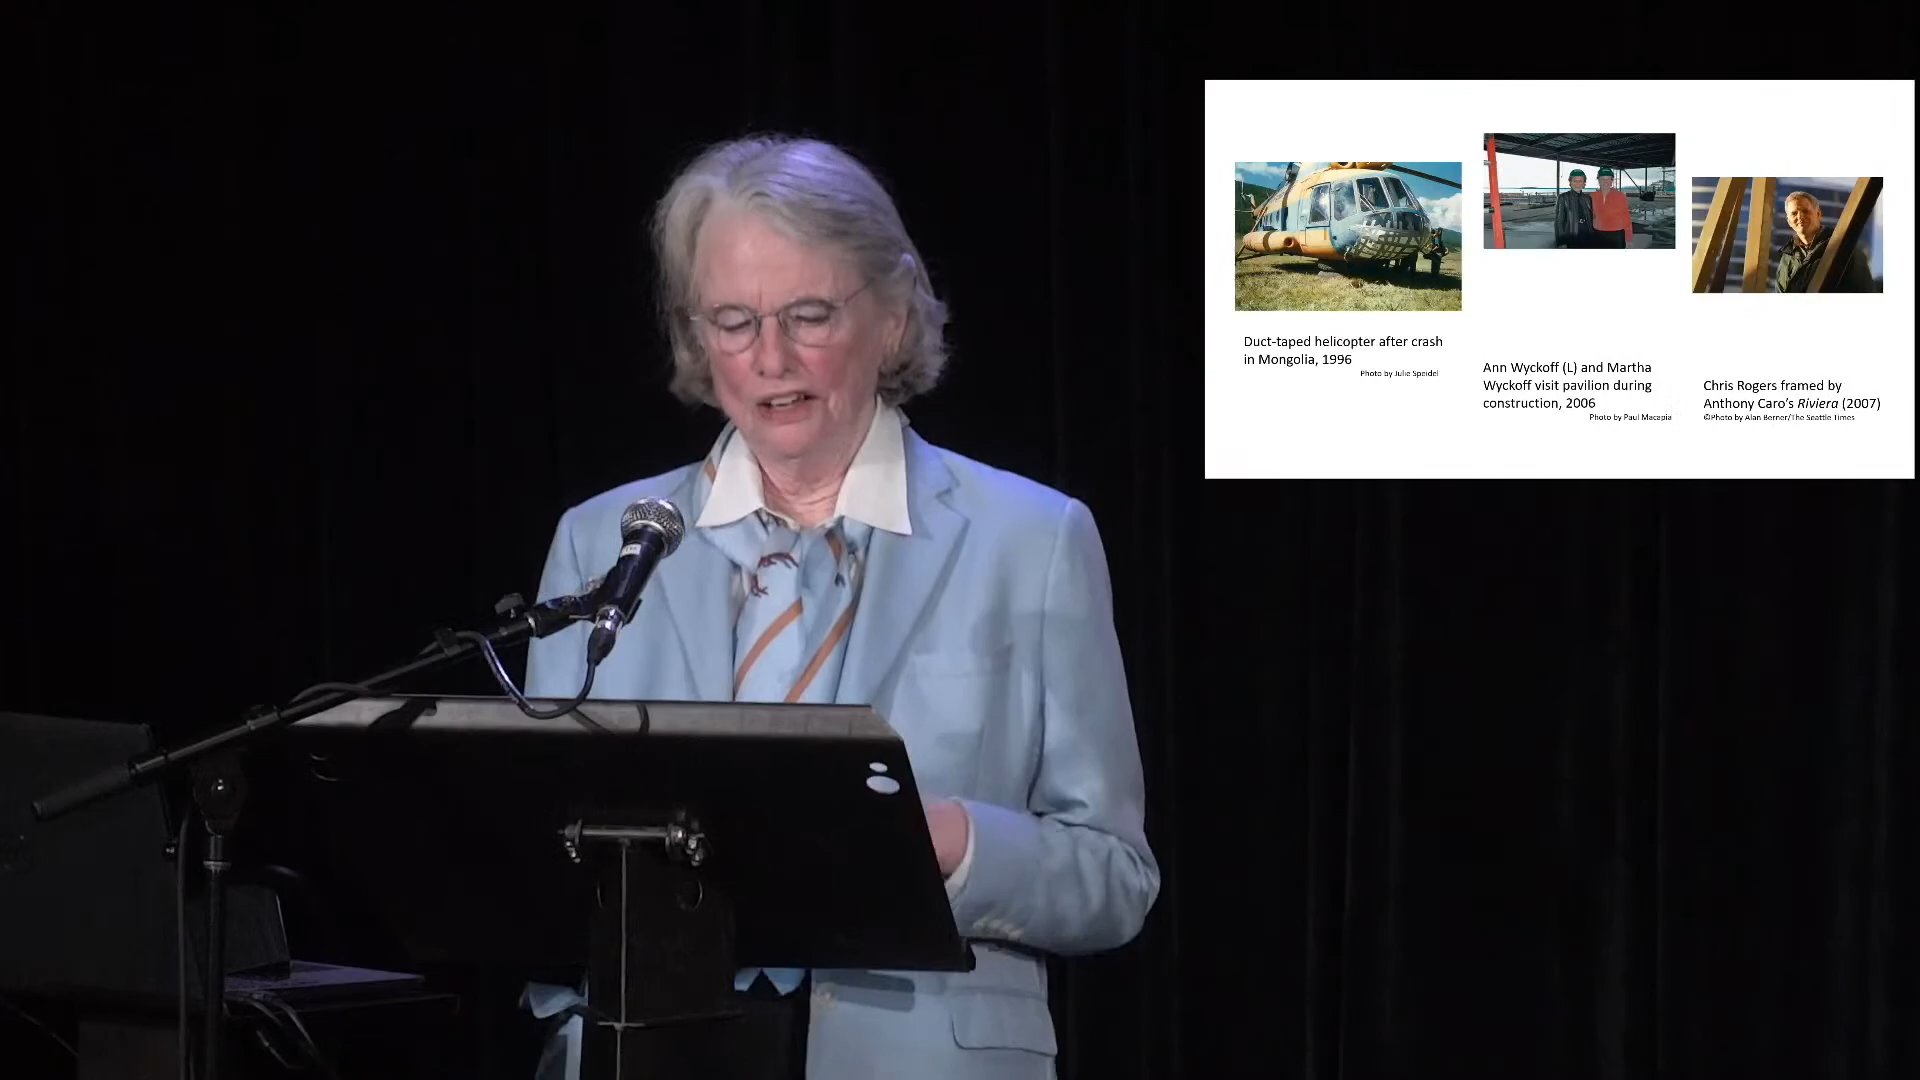 Duct-taped helicopter after crash
in Mongolia, 1996
Photo by Julie Speidel
Ann Wyckoff (L) and Martha
Wyckoff visit pavilion during
construction, 2006
Photo by Paul Macapia
Chris Rogers framed by
Anthony Caro’s Riviera (2007)
©Photo by Alan Berner/The Seattle Times